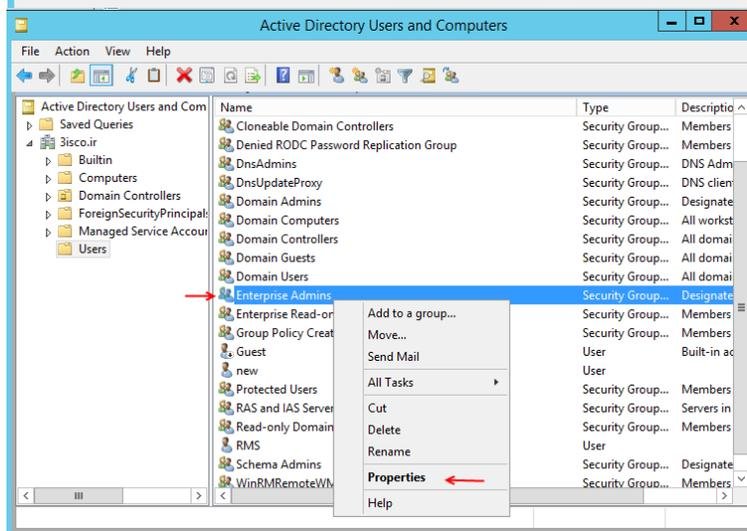 Active Directory Users and Computers
File Action View Help
Active Directory Users and Com
Saved Queries
3isco.ir
Builtin
Computers
Domain Controllers
ForeignSecurityPrincipals
Managed Service Accour
Users
Name Type Descriptio
Cloneable Domain Controllers Security Group... Members
Denied RODC Password Replication Group Security Group... Members
DnsAdmins Security Group... DNS Adm
DnsUpdateProxy Security Group... DNS client
Domain Admins Security Group... Designate
Domain Computers Security Group... All workst
Domain Controllers Security Group... All domai
Domain Guests Security Group... All domai
Domain Users Security Group... All domai
Enterprise Admins Security Group... Designate
Enterprise Read-on Security Group... Members
Group Policy Creat Security Group... Members
Guest User Built-in ac
new User
Protected Users Security Group... Members
RAS and IAS Server Security Group... Servers in
Read-only Domain Security Group... Members
RMS User
Schema Admins Security Group... Designate
WinRMRemoteWM Security Group... Members
Add to a group...
Move...
Send Mail
All Tasks
Cut
Delete
Rename
Properties
Help